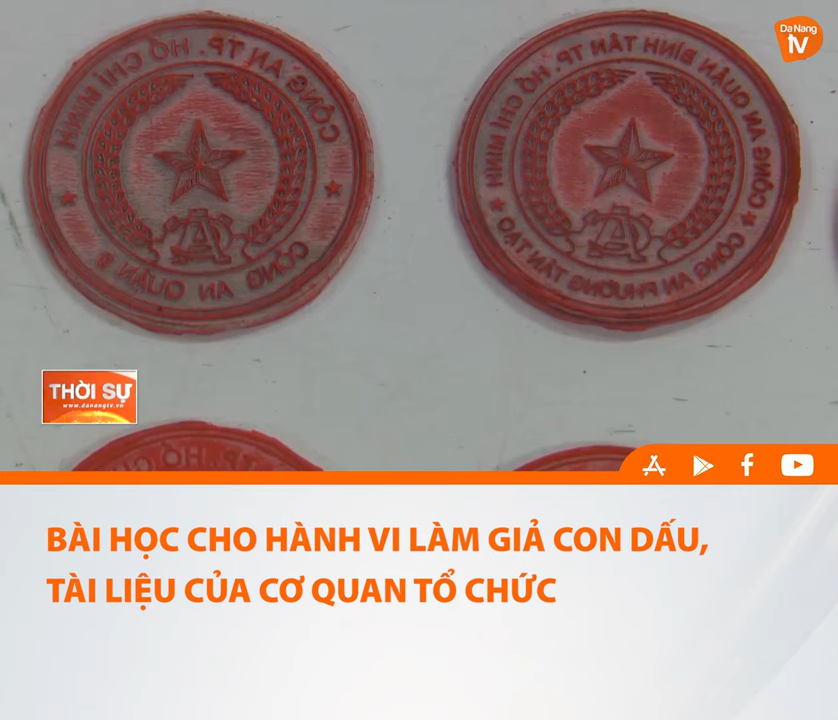 Da Nang
tv
CÔNG AN TP. HỒ CHÍ MINH
CÔNG AN QUẬN
CÔNG AN QUẬN BÌNH TÂN TP. HỒ CHÍ MINH
CÔNG AN PHƯỜNG TÂN TẠO
THỜI SỰ
www.danangtv.vn
TP. HỒ
BÀI HỌC CHO HÀNH VI LÀM GIẢ CON DẤU,
TÀI LIỆU CỦA CƠ QUAN TỔ CHỨC